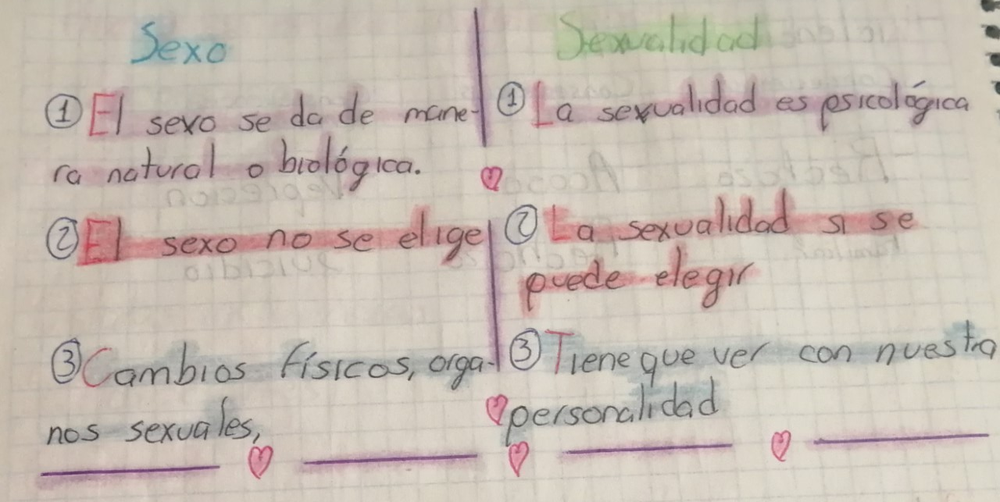 Sexo
① El sexo se da de mane-
ra natural o biológica.
② El sexo no se elige
③ Cambios físicos, orga-
nos sexuales,
Sexualidad
① La sexualidad es psicológica
② La sexualidad si se
puede elegir
③ Tiene que ver con nuestra
personalidad